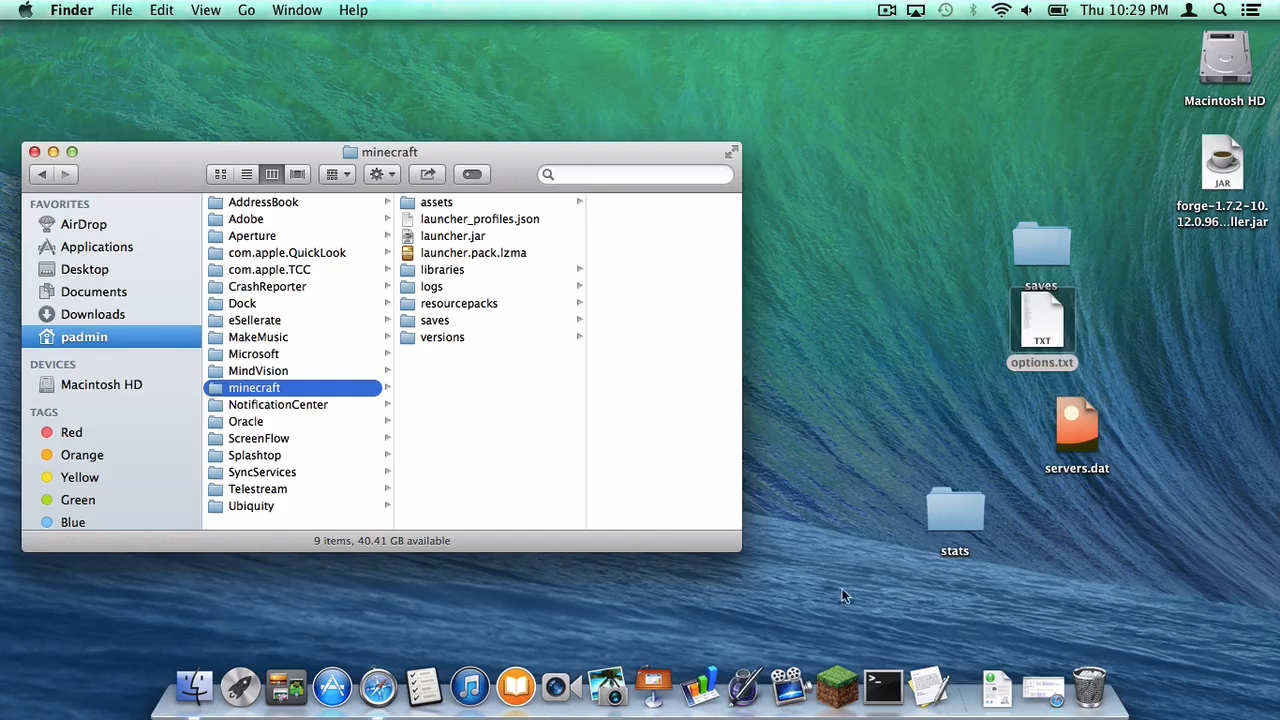 Finder File Edit View Go Window Help Thu 10:29 PM
minecraft
FAVORITES
AirDrop
Applications
Desktop
Documents
Downloads
padmin
DEVICES
Macintosh HD
TAGS
Red
Orange
Yellow
Green
Blue
AddressBook
Adobe
Aperture
com.apple.QuickLook
com.apple.TCC
CrashReporter
Dock
eSellerate
MakeMusic
Microsoft
MindVision
minecraft
NotificationCenter
Oracle
ScreenFlow
Splashtop
SyncServices
Telestream
Ubiquity
assets
launcher_profiles.json
launcher.jar
launcher.pack.lzma
libraries
logs
resourcepacks
saves
versions
9 items, 40.41 GB available
Macintosh HD
JAR
forge-1.7.2-10.
12.0.96...ller.jar
saves
TXT
options.txt
servers.dat
stats